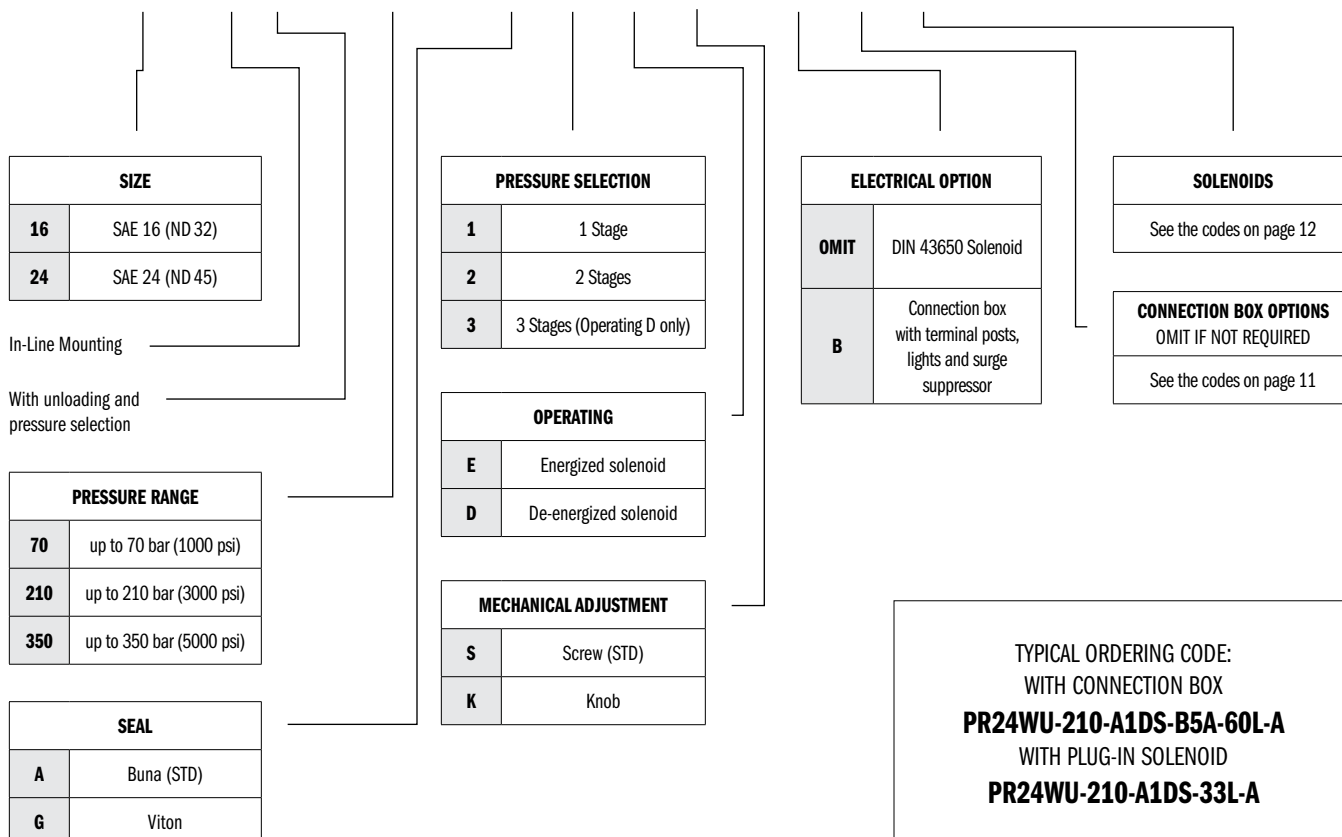 SIZE
16 SAE 16 (ND 32)
24 SAE 24 (ND 45)
In-Line Mounting
With unloading and
pressure selection
PRESSURE RANGE
70 up to 70 bar (1000 psi)
210 up to 210 bar (3000 psi)
350 up to 350 bar (5000 psi)
SEAL
A Buna (STD)
G Viton
PRESSURE SELECTION
1 1 Stage
2 2 Stages
3 3 Stages (Operating D only)
OPERATING
E Energized solenoid
D De-energized solenoid
MECHANICAL ADJUSTMENT
S Screw (STD)
K Knob
ELECTRICAL OPTION
OMIT DIN 43650 Solenoid
B Connection box
with terminal posts,
lights and surge
suppressor
SOLENOIDS
See the codes on page 12
CONNECTION BOX OPTIONS
OMIT IF NOT REQUIRED
See the codes on page 11
TYPICAL ORDERING CODE:
WITH CONNECTION BOX
PR24WU-210-A1DS-B5A-60L-A
WITH PLUG-IN SOLENOID
PR24WU-210-A1DS-33L-A